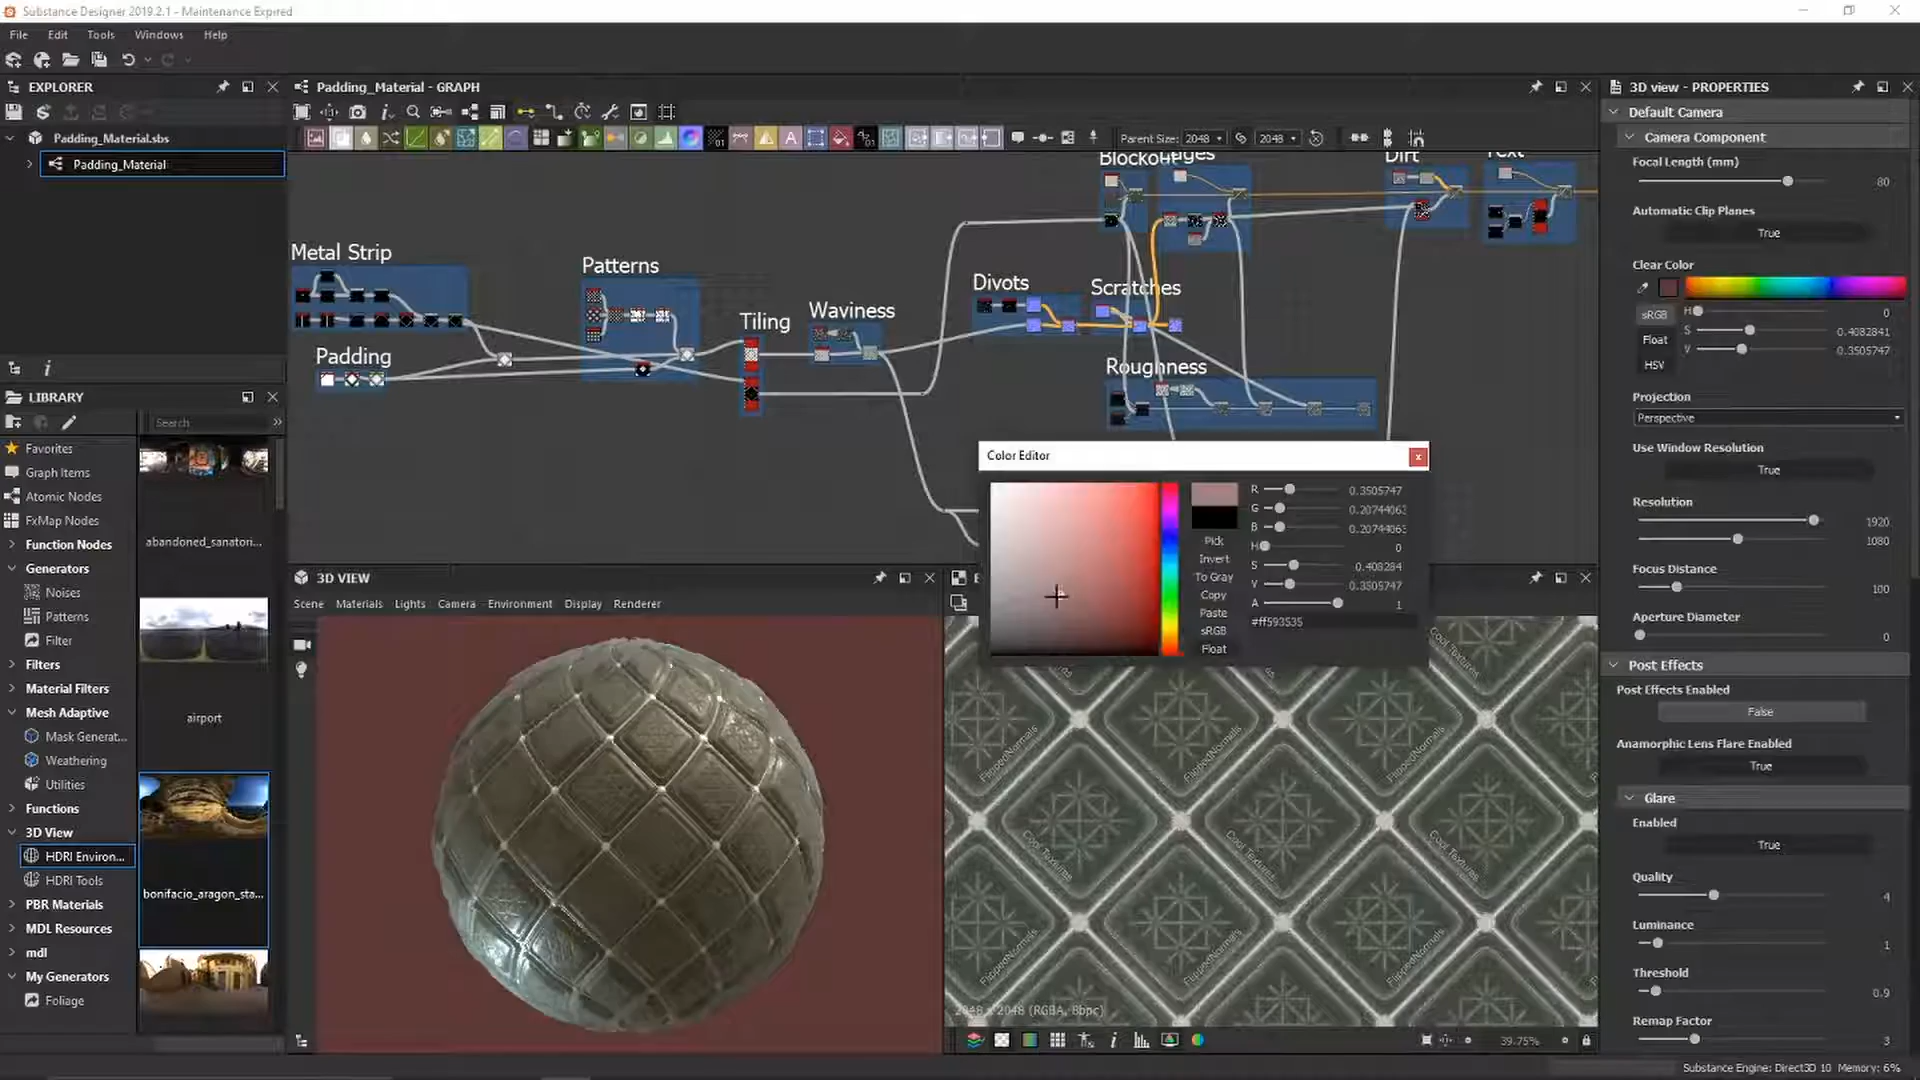 Substance Designer 2019.2.1 - Maintenance Expired
File Edit Tools Windows Help
EXPLORER
Padding_Material.sbs
Padding_Material
LIBRARY
Search
Favorites
Graph Items
Atomic Nodes
FxMap Nodes
Function Nodes
Generators
Noises
Patterns
Filter
Filters
Material Filters
Mesh Adaptive
Mask Generat...
Weathering
Utilities
Functions
3D View
HDRI Environ...
HDRI Tools
PBR Materials
MDL Resources
mdl
My Generators
Foliage
abandoned_sanatori...
airport
bonifacio_aragon_sta...
Padding_Material - GRAPH
Parent Size: 2048 2048
Metal Strip
Padding
Patterns
Tiling
Waviness
Divots
Scratches
Roughness
Dirt
Text
Color Editor
R 0.3505747
G 0.20744063
B 0.20744063
H 0
S 0.408284
V 0.3505747
A 1
#ff593535
Pick
Invert
To Gray
Copy
Paste
sRGB
Float
3D VIEW
Scene Materials Lights Camera Environment Display Renderer
FlippedNormals
Cool Textures
2048 x 2048 (RGBA, 8bpc)
39.75%
3D view - PROPERTIES
Default Camera
Camera Component
Focal Length (mm)
80
Automatic Clip Planes
True
Clear Color
sRGB
Float
HSV
H 0
S 0.4082841
V 0.3505747
Projection
Perspective
Use Window Resolution
True
Resolution
1920
1080
Focus Distance
100
Aperture Diameter
0
Post Effects
Post Effects Enabled
False
Anamorphic Lens Flare Enabled
True
Glare
Enabled
True
Quality
4
Luminance
1
Threshold
0.9
Remap Factor
3
Substance Engine: Direct3D 10 Memory: 6%